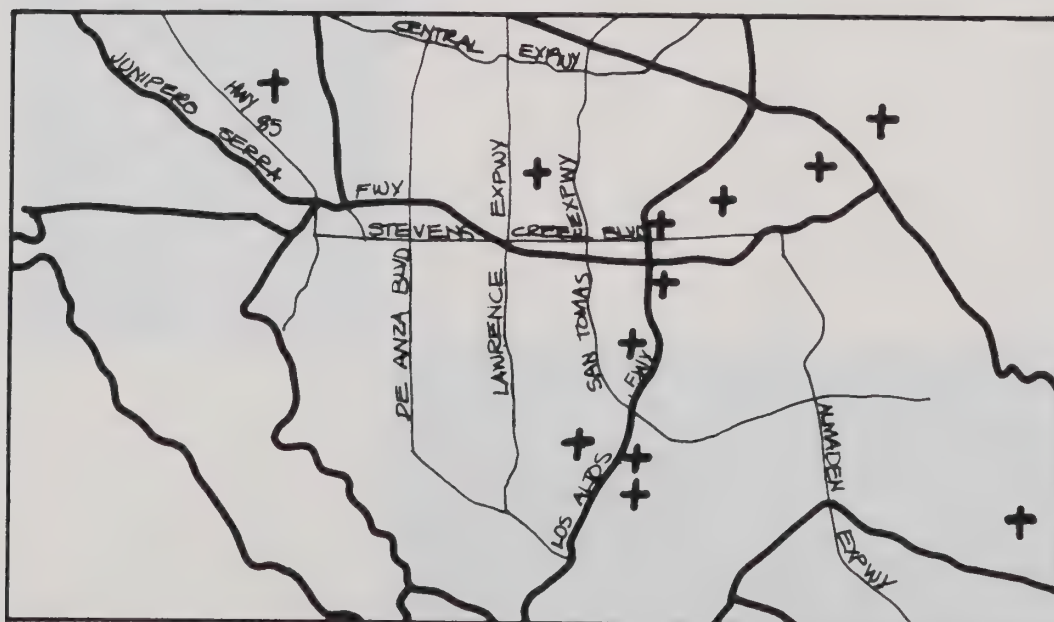 CENTRAL EXPWY
JUNIPERO SERRA FWY
HWY 85
STEVENS CREEK BLVD
DE ANZA BLVD
LAWRENCE EXPWY
SAN TOMAS EXPWY
LOS ALTOS FWY
ALMADEN EXPWY